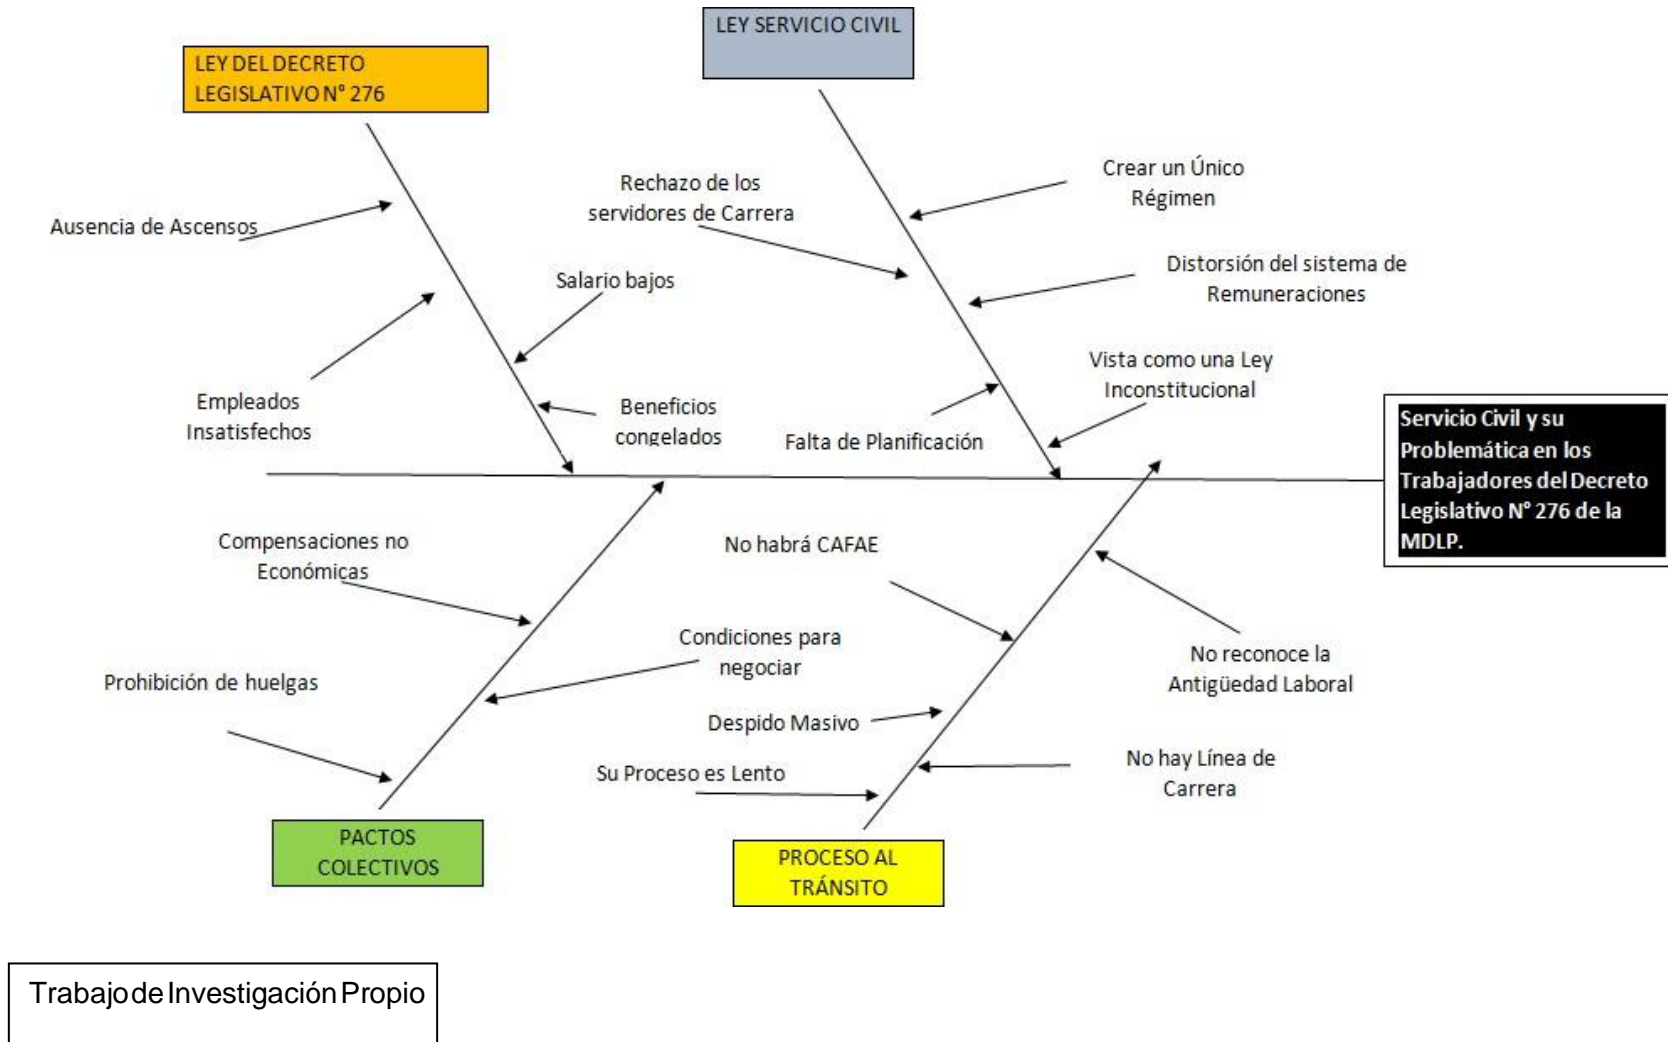 LEY SERVICIO CIVIL
LEY DEL DECRETO
LEGISLATIVO N° 276
Crear un Único
Régimen
Rechazo de los
servidores de Carrera
Ausencia de Ascensos
Distorsión del sistema de
Remuneraciones
Salario bajos
Vista como una Ley
Inconstitucional
Empleados
Insatisfechos
Beneficios
congelados
Falta de Planificación
Servicio Civil y su
Problemática en los
Trabajadores del Decreto
Legislativo N° 276 de la
MDLP.
Compensaciones no
Económicas
No habrá CAFAE
Condiciones para
negociar
No reconoce la
Antigüedad Laboral
Prohibición de huelgas
Despido Masivo
Su Proceso es Lento
No hay Línea de
Carrera
PACTOS
COLECTIVOS
PROCESO AL
TRÁNSITO
Trabajo de Investigación Propio